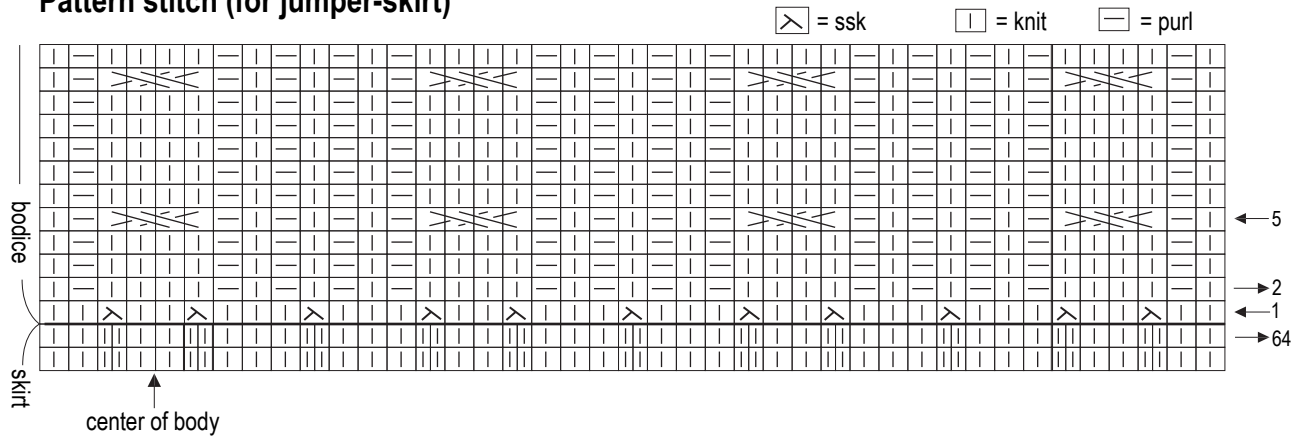 Pattern stitch (for jumper-skirt)
= ssk
= knit
= purl
bodice
5
2
1
64
skirt
center of body